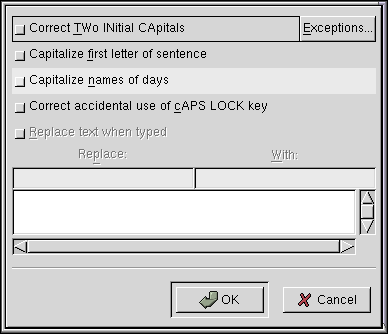 Correct TWo INitial CApitals Exceptions...
Capitalize first letter of sentence
Capitalize names of days
Correct accidental use of cAPS LOCK key
Replace text when typed
Replace: With:
OK Cancel